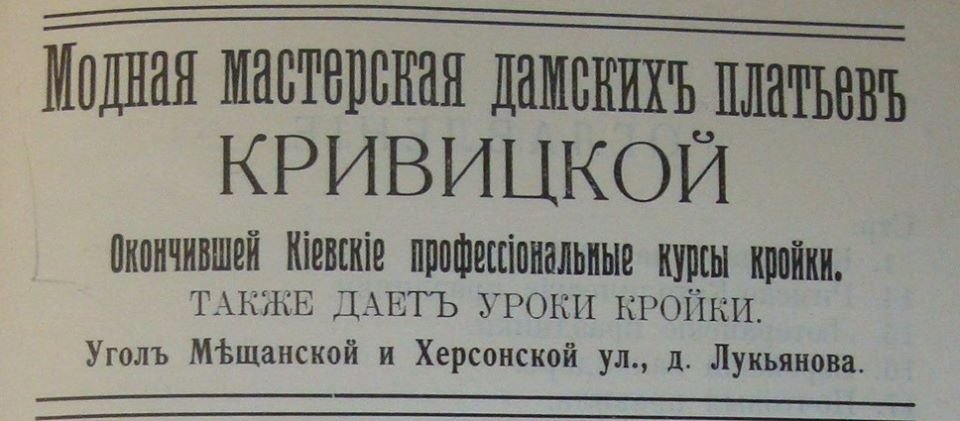 Модная мастерская дамскихъ платьевъ
КРИВИЦКОЙ
Окончившей Кіевскіе профессіональные курсы кройки.
ТАКЖЕ ДАЕТЪ УРОКИ КРОЙКИ.
Уголъ Мѣщанской и Херсонской ул., д. Лукьянова.